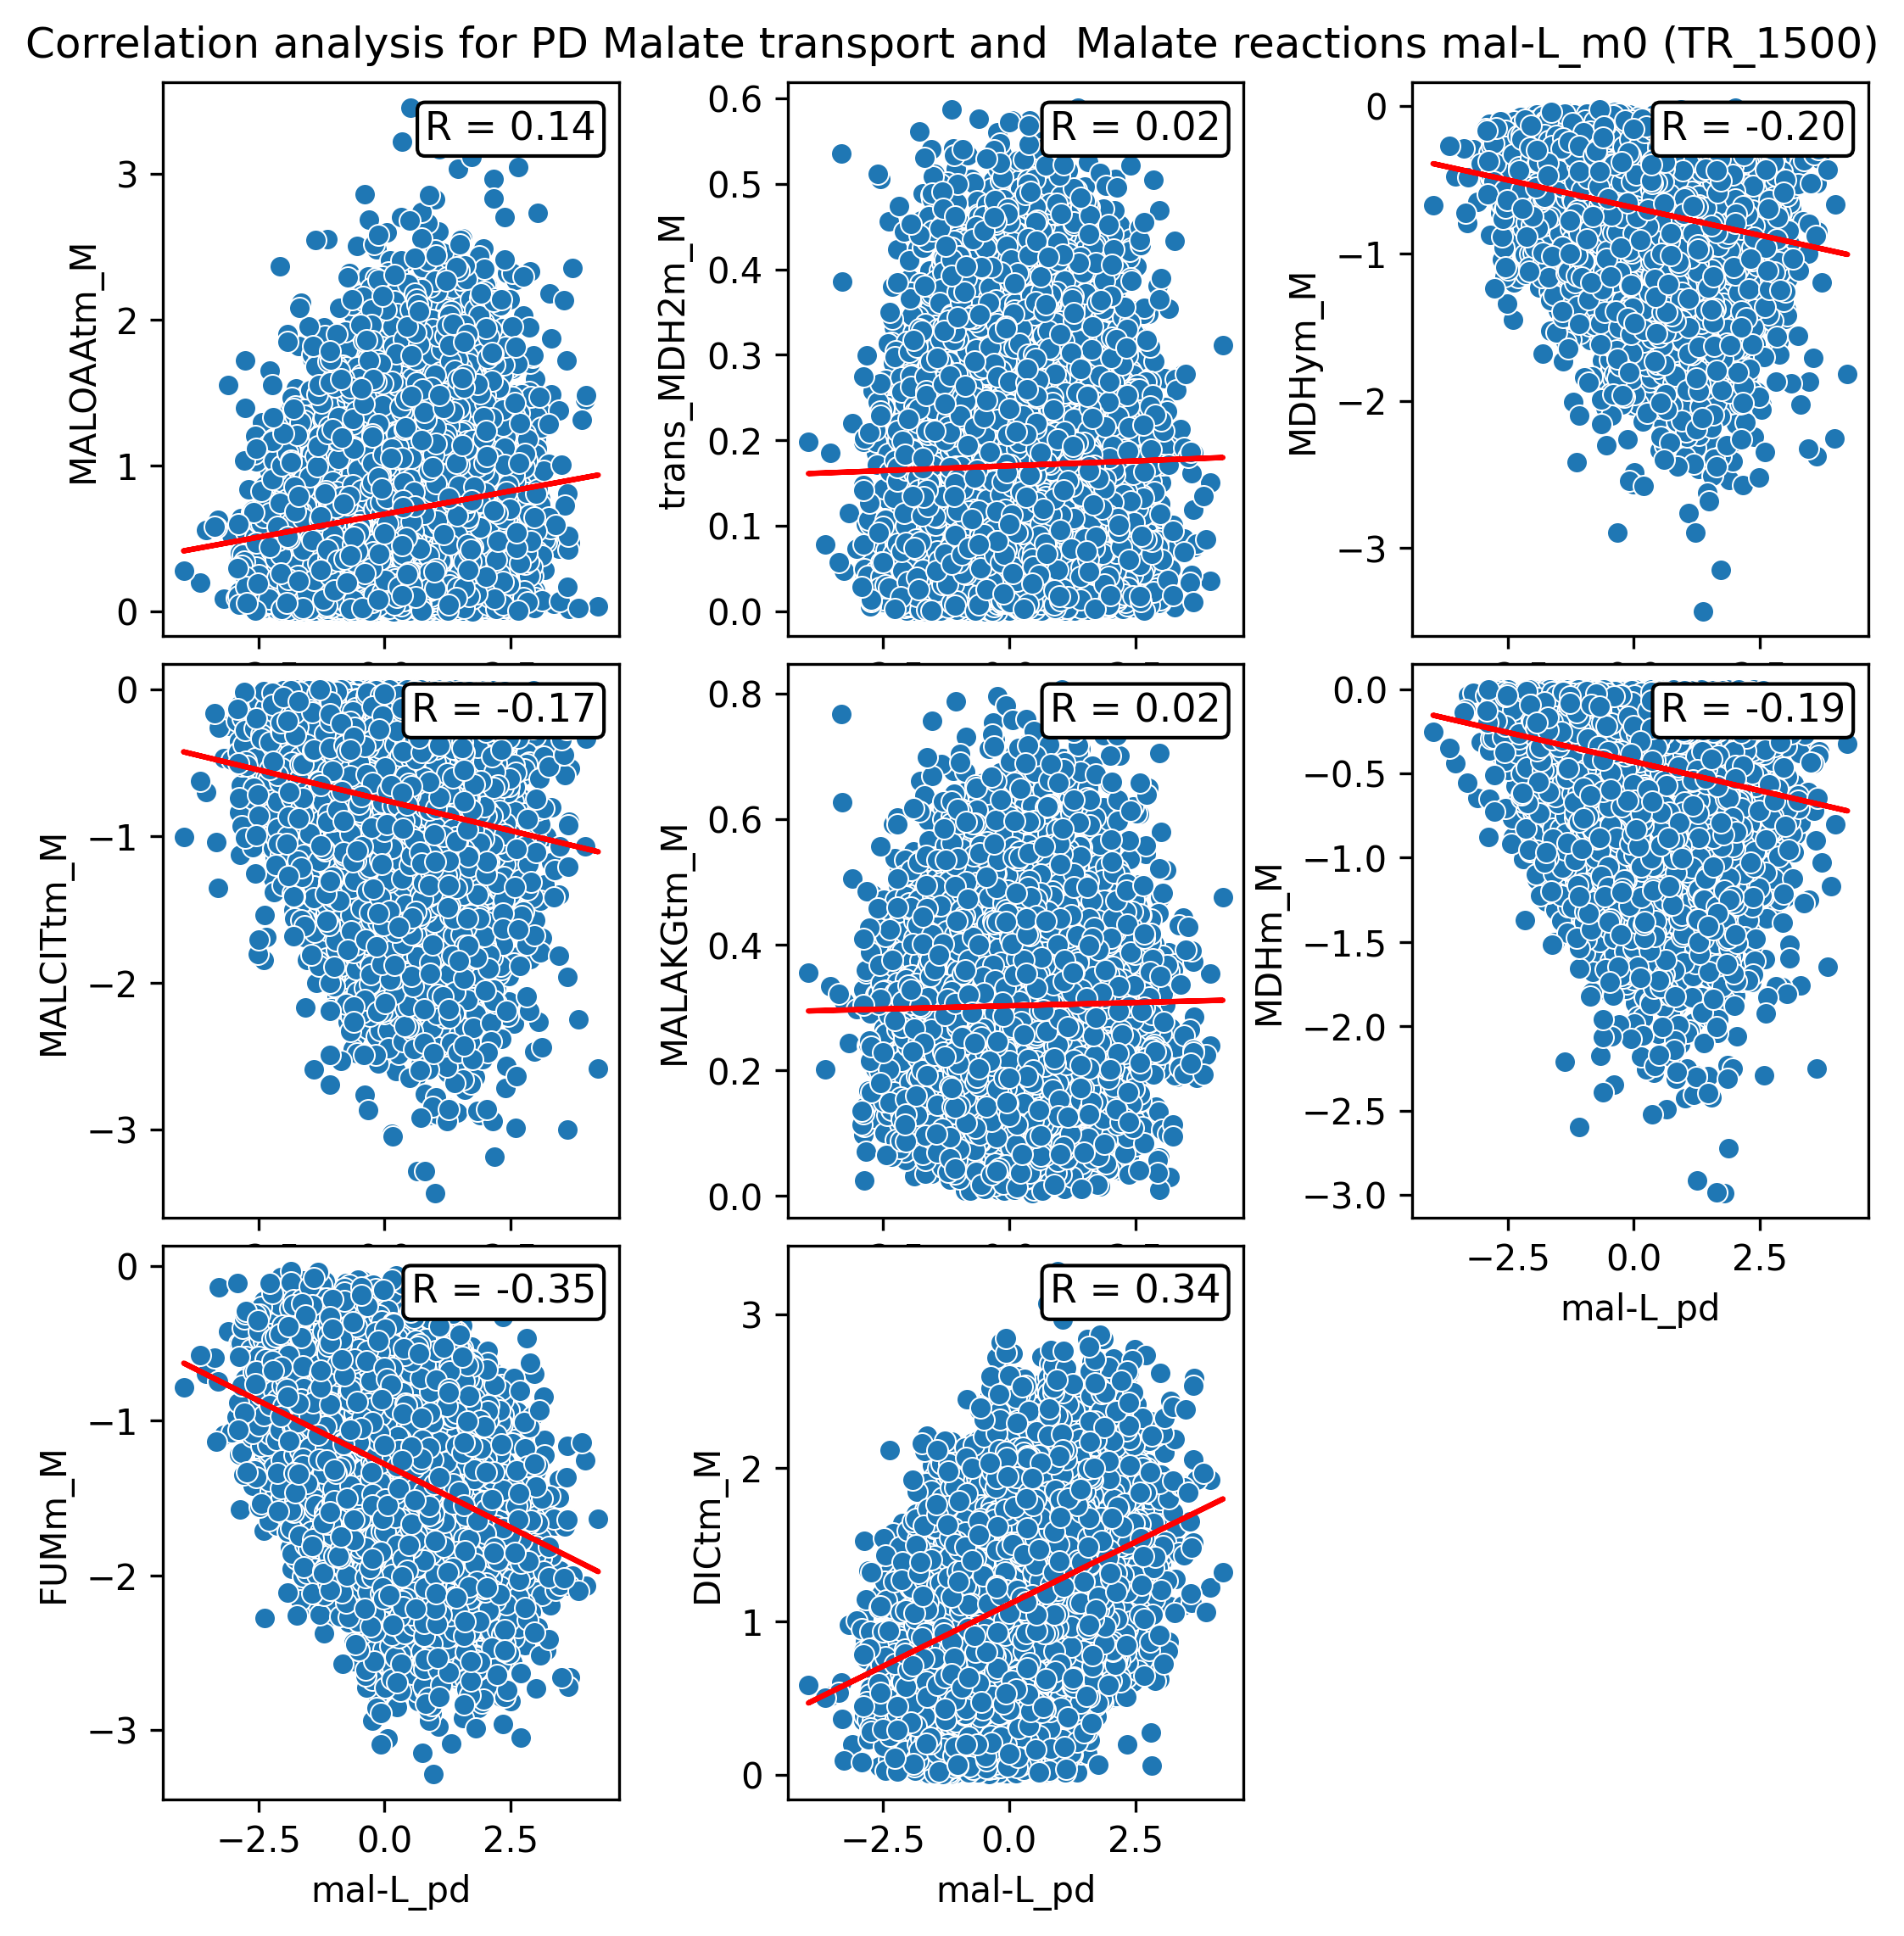 Correlation analysis for PD Malate transport and  Malate reactions mal-L_m0 (TR_1500)
R = 0.14
3
2
1
0
MALOAAtm_M
R = 0.02
0.6
0.5
0.4
0.3
0.2
0.1
0.0
trans_MDH2m_M
R = -0.20
0
−1
−2
−3
MDHym_M
R = -0.17
0
−1
−2
−3
MALCITtm_M
R = 0.02
0.8
0.6
0.4
0.2
0.0
MALAKGtm_M
R = -0.19
0.0
−0.5
−1.0
−1.5
−2.0
−2.5
−3.0
MDHm_M
−2.5 0.0 2.5
mal-L_pd
R = -0.35
0
−1
−2
−3
FUMm_M
−2.5 0.0 2.5
mal-L_pd
R = 0.34
3
2
1
0
DICtm_M
−2.5 0.0 2.5
mal-L_pd